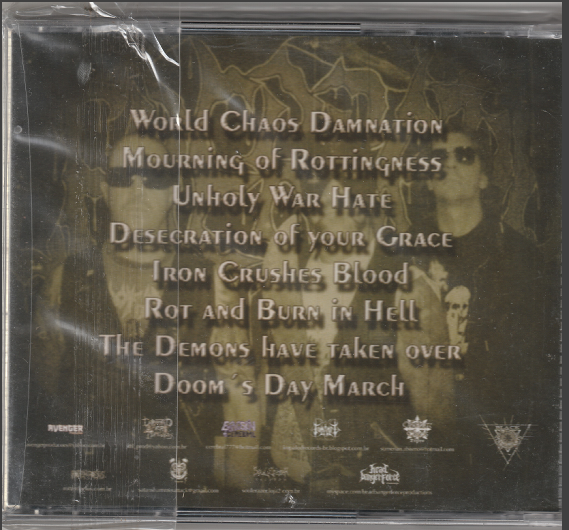 World Chaos Damnation
Mourning of Rottingness
Unholy War Hate
Desecration of your Grace
Iron Crushes Blood
Rot and Burn in Hell
The Demons have taken over
Doom´s Day March
AVENGER